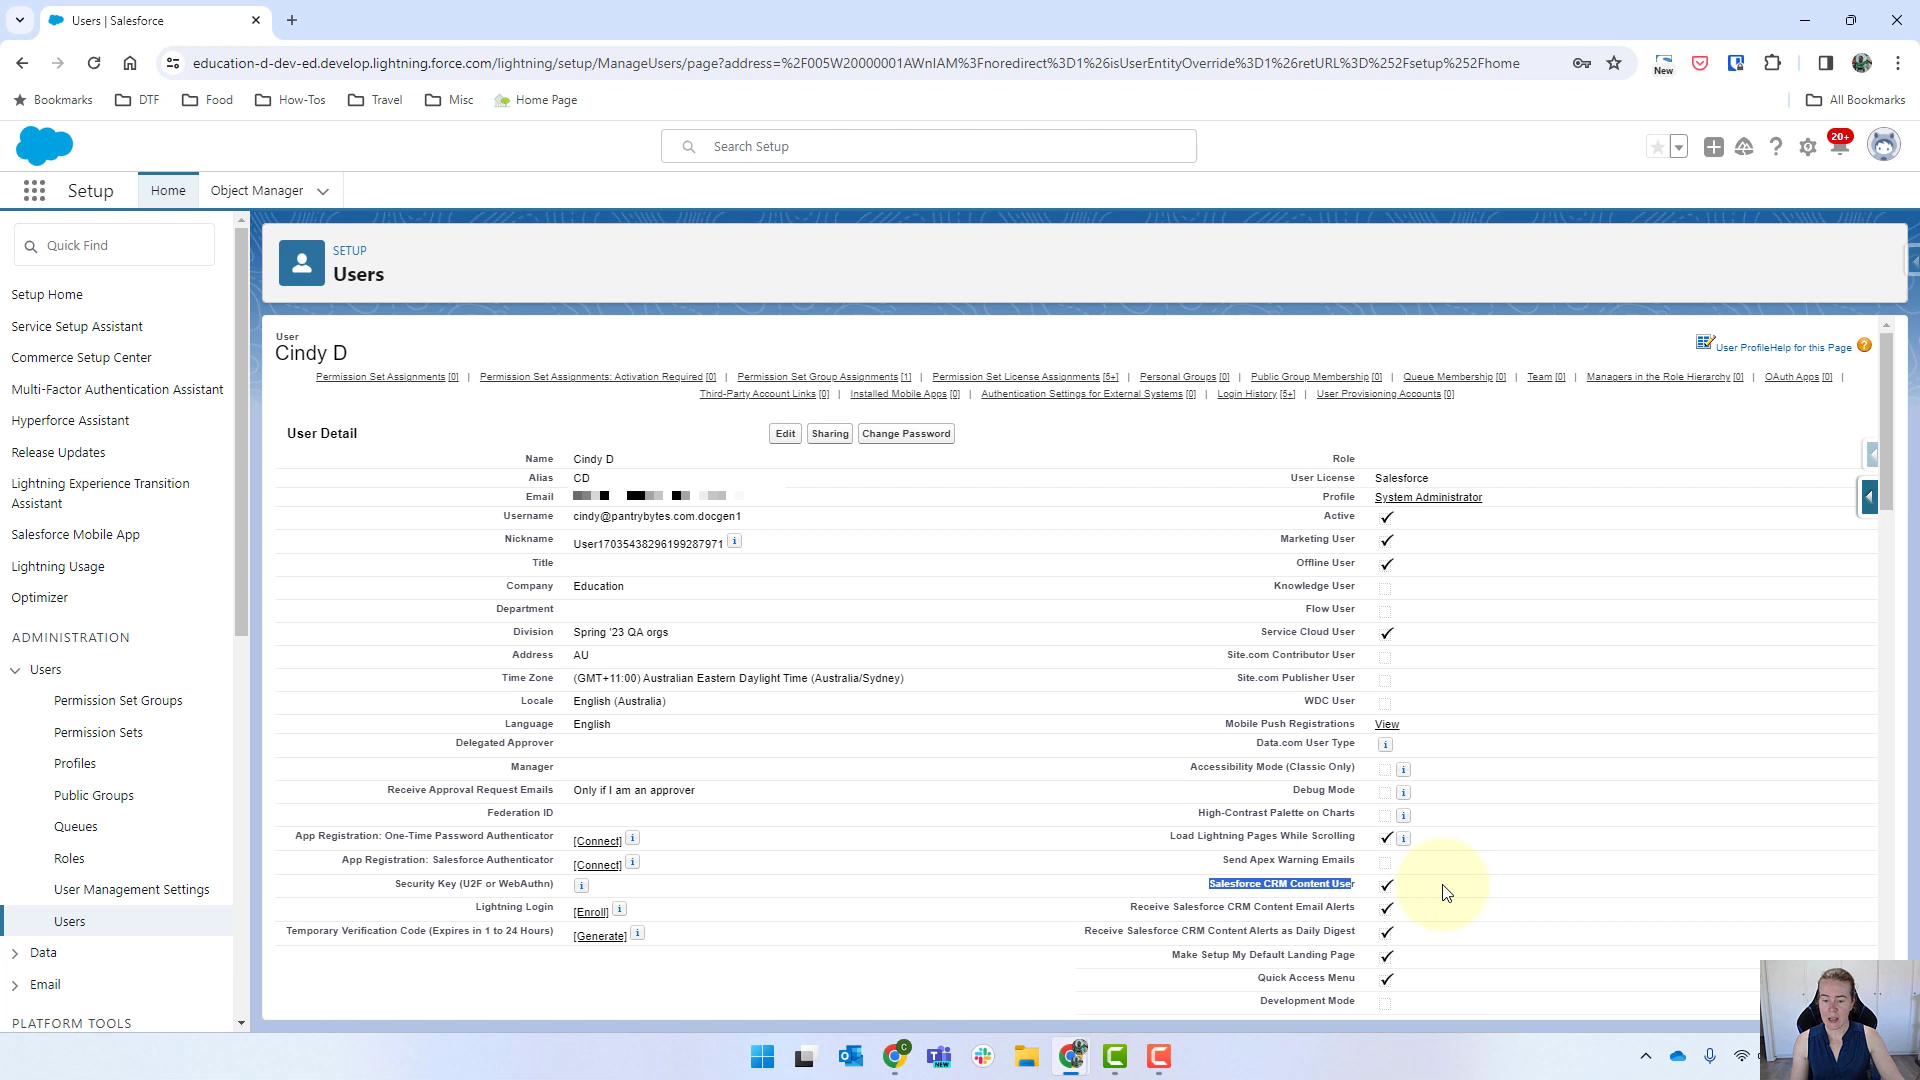 Users | Salesforce
education-d-dev-ed.develop.lightning.force.com/lightning/setup/ManageUsers/page?address=%2F005W20000001AWnIAM%3Fnoredirect%3D1%26isUserEntityOverride%3D1%26retURL%3D%252Fsetup%252Fhome
New
Bookmarks
DTF
Food
How-Tos
Travel
Misc
Home Page
All Bookmarks
Search Setup
20+
Setup
Home
Object Manager
Quick Find
Setup Home
Service Setup Assistant
Commerce Setup Center
Multi-Factor Authentication Assistant
Hyperforce Assistant
Release Updates
Lightning Experience Transition
Assistant
Salesforce Mobile App
Lightning Usage
Optimizer
ADMINISTRATION
Users
Permission Set Groups
Permission Sets
Profiles
Public Groups
Queues
Roles
User Management Settings
Users
Data
Email
PLATFORM TOOLS
SETUP
Users
User
Cindy D
User Profile Help for this Page
Permission Set Assignments [0] | Permission Set Assignments: Activation Required [0] | Permission Set Group Assignments [1] | Permission Set License Assignments [5+] | Personal Groups [0] | Public Group Membership [0] | Queue Membership [0] | Team [0] | Managers in the Role Hierarchy [0] | OAuth Apps [0] |
Third-Party Account Links [0] | Installed Mobile Apps [0] | Authentication Settings for External Systems [0] | Login History [5+] | User Provisioning Accounts [0]
User Detail
Edit
Sharing
Change Password
Name Cindy D
Alias CD
Email
Username cindy@pantrybytes.com.docgen1
Nickname User17035438296199287971
Title
Company Education
Department
Division Spring '23 QA orgs
Address AU
Time Zone (GMT+11:00) Australian Eastern Daylight Time (Australia/Sydney)
Locale English (Australia)
Language English
Delegated Approver
Manager
Receive Approval Request Emails Only if I am an approver
Federation ID
App Registration: One-Time Password Authenticator [Connect]
App Registration: Salesforce Authenticator [Connect]
Security Key (U2F or WebAuthn)
Lightning Login [Enroll]
Temporary Verification Code (Expires in 1 to 24 Hours) [Generate]
Role
User License Salesforce
Profile System Administrator
Active
Marketing User
Offline User
Knowledge User
Flow User
Service Cloud User
Site.com Contributor User
Site.com Publisher User
WDC User
Mobile Push Registrations View
Data.com User Type
Accessibility Mode (Classic Only)
Debug Mode
High-Contrast Palette on Charts
Load Lightning Pages While Scrolling
Send Apex Warning Emails
Salesforce CRM Content User
Receive Salesforce CRM Content Email Alerts
Receive Salesforce CRM Content Alerts as Daily Digest
Make Setup My Default Landing Page
Quick Access Menu
Development Mode